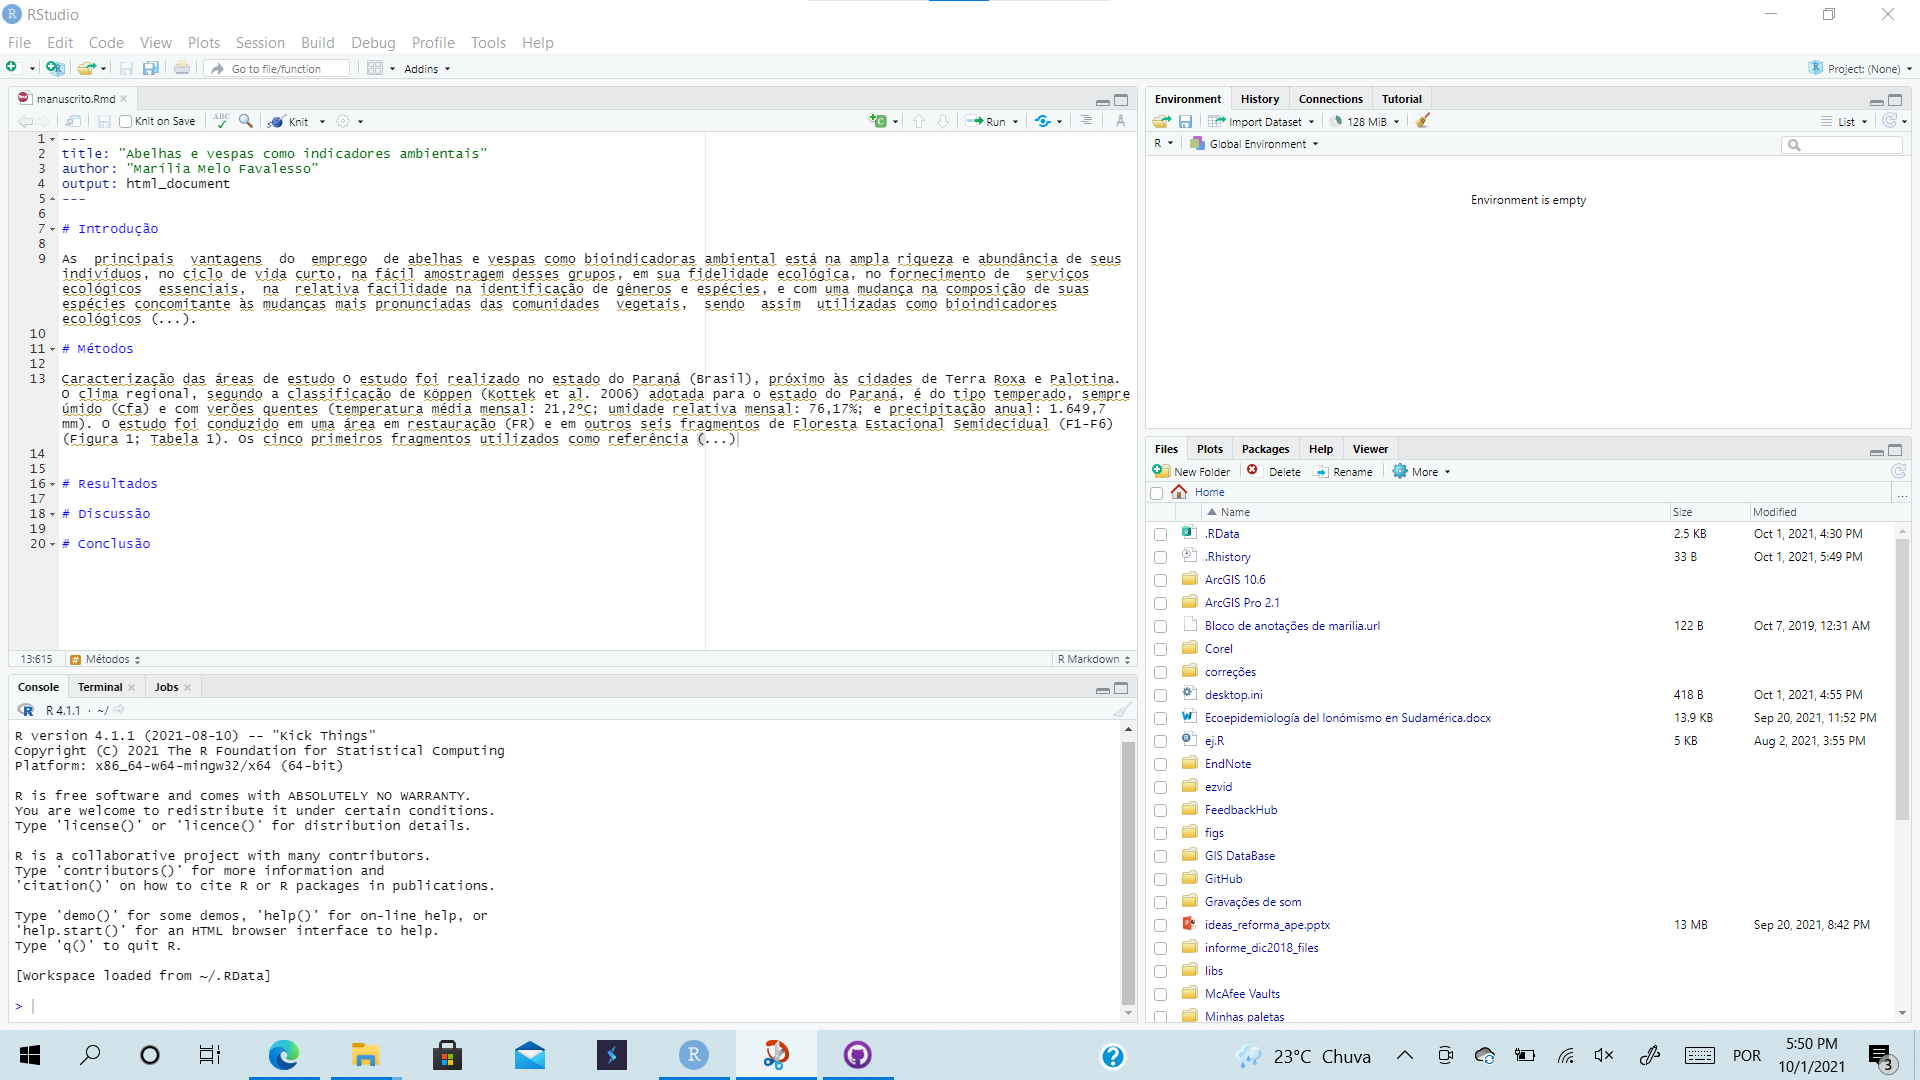 RStudio
File Edit Code View Plots Session Build Debug Profile Tools Help
Go to file/function Addins Project: (None)
manuscrito.Rmd
Knit on Save ABC Knit Run
1 ---
2 title: "Abelhas e vespas como indicadores ambientais"
3 author: "Marília Melo Favalesso"
4 output: html_document
5 ---
6
7 # Introdução
8
9 As principais vantagens do emprego de abelhas e vespas como bioindicadoras ambiental está na ampla riqueza e abundância de seus
indivíduos, no ciclo de vida curto, na fácil amostragem desses grupos, em sua fidelidade ecológica, no fornecimento de serviços
ecológicos essenciais, na relativa facilidade na identificação de gêneros e espécies, e com uma mudança na composição de suas
espécies concomitante às mudanças mais pronunciadas das comunidades vegetais, sendo assim utilizadas como bioindicadores
ecológicos (...).
10
11 # Métodos
12
13 Caracterização das áreas de estudo O estudo foi realizado no estado do Paraná (Brasil), próximo às cidades de Terra Roxa e Palotina.
O clima regional, segundo a classificação de Köppen (Kottek et al. 2006) adotada para o estado do Paraná, é do tipo temperado, sempre
úmido (Cfa) e com verões quentes (temperatura média mensal: 21,2ºC; umidade relativa mensal: 76,17%; e precipitação anual: 1.649,7
mm). O estudo foi conduzido em uma área em restauração (FR) e em outros seis fragmentos de Floresta Estacional Semidecidual (F1-F6)
(Figura 1; Tabela 1). Os cinco primeiros fragmentos utilizados como referência (...)
14
15
16 # Resultados
17
18 # Discussão
19
20 # Conclusão
13:615 # Métodos R Markdown
Console Terminal Jobs
R 4.1.1 · ~/
R version 4.1.1 (2021-08-10) -- "Kick Things"
Copyright (C) 2021 The R Foundation for Statistical Computing
Platform: x86_64-w64-mingw32/x64 (64-bit)
R is free software and comes with ABSOLUTELY NO WARRANTY.
You are welcome to redistribute it under certain conditions.
Type 'license()' or 'licence()' for distribution details.
R is a collaborative project with many contributors.
Type 'contributors()' for more information and
'citation()' on how to cite R or R packages in publications.
Type 'demo()' for some demos, 'help()' for on-line help, or
'help.start()' for an HTML browser interface to help.
Type 'q()' to quit R.
[Workspace loaded from ~/.RData]
>
Environment History Connections Tutorial
Import Dataset 128 MiB List
R Global Environment
Environment is empty
Files Plots Packages Help Viewer
New Folder Delete Rename More
Home ...
Name Size Modified
.RData 2.5 KB Oct 1, 2021, 4:30 PM
.Rhistory 33 B Oct 1, 2021, 5:49 PM
ArcGIS 10.6
ArcGIS Pro 2.1
Bloco de anotações de marilia.url 122 B Oct 7, 2019, 12:31 AM
Corel
correções
desktop.ini 418 B Oct 1, 2021, 4:55 PM
Ecoepidemiología del lonómismo en Sudamérica.docx 13.9 KB Sep 20, 2021, 11:52 PM
ej.R 5 KB Aug 2, 2021, 3:55 PM
EndNote
ezvid
FeedbackHub
figs
GIS DataBase
GitHub
Gravações de som
ideas_reforma_ape.pptx 13 MB Sep 20, 2021, 8:42 PM
informe_dic2018_files
libs
McAfee Vaults
Minhas paletas
23°C Chuva POR 5:50 PM
10/1/2021
3